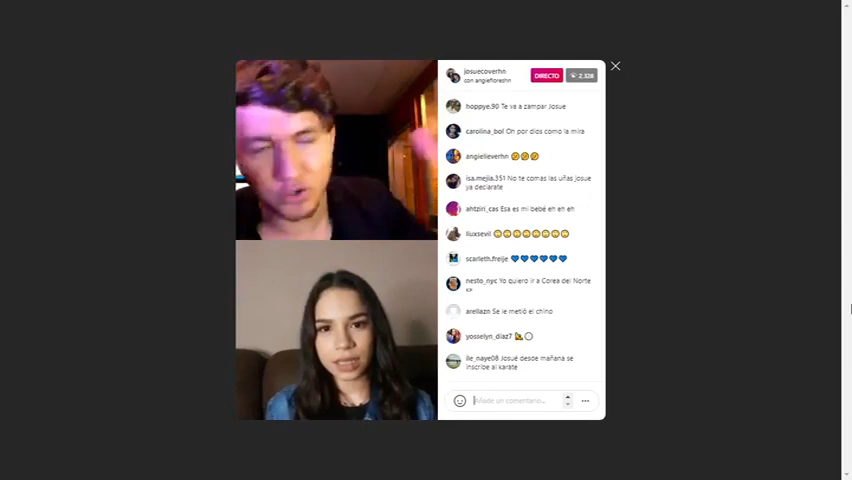 josuecoverhn
con angiefloreshn
DIRECTO
2,328
hoppye.90 Te va a zampar Josue
carolina_bol Oh por dios como la mira
angielieverhn
isa.mejia.351 No te comas las uñas josue
ya declarate
ahtziri_cas Esa es mi bebé eh eh eh
liuxsevil
scarleth.freije
nesto_nyc Yo quiero ir a Corea del Norte
arellazn Se le metió el chino
yosselyn_diaz7
ile_naye08 Josué desde mañana se
inscribe al karate
Añade un comentario...